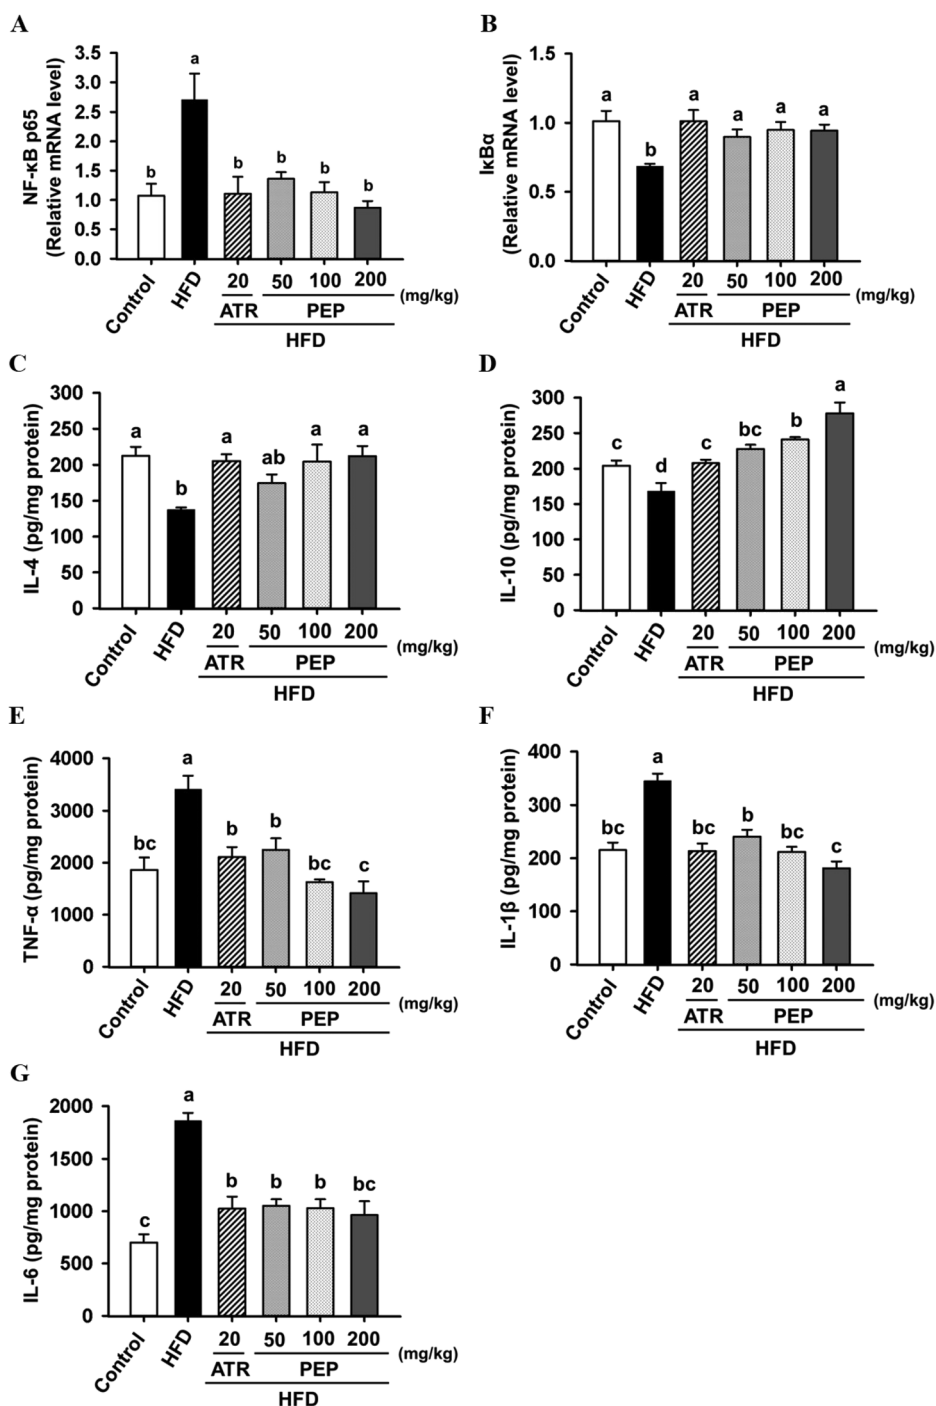 A
NF-κB p65
(Relative mRNA level)
3.5
3.0
2.5
2.0
1.5
1.0
0.5
0.0
b a b b b b
Control HFD 20 50 100 200 (mg/kg)
ATR PEP
HFD
B
IκBα
(Relative mRNA level)
1.5
1.0
0.5
0.0
a b a a a a
Control HFD 20 50 100 200 (mg/kg)
ATR PEP
HFD
C
IL-4 (pg/mg protein)
300
250
200
150
100
50
0
a b a ab a a
Control HFD 20 50 100 200 (mg/kg)
ATR PEP
HFD
D
IL-10 (pg/mg protein)
300
250
200
150
100
50
0
c d c bc b a
Control HFD 20 50 100 200 (mg/kg)
ATR PEP
HFD
E
TNF-α (pg/mg protein)
4000
3000
2000
1000
0
bc a b b bc c
Control HFD 20 50 100 200 (mg/kg)
ATR PEP
HFD
F
IL-1β (pg/mg protein)
400
300
200
100
0
bc a bc b bc c
Control HFD 20 50 100 200 (mg/kg)
ATR PEP
HFD
G
IL-6 (pg/mg protein)
2000
1500
1000
500
0
c a b b b bc
Control HFD 20 50 100 200 (mg/kg)
ATR PEP
HFD